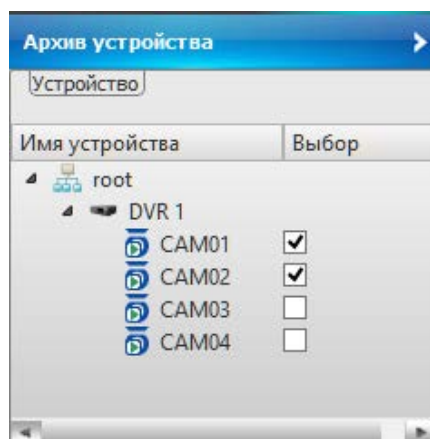 Архив устройства
Устройство
Имя устройства Выбор
root
DVR 1
CAM01
CAM02
CAM03
CAM04